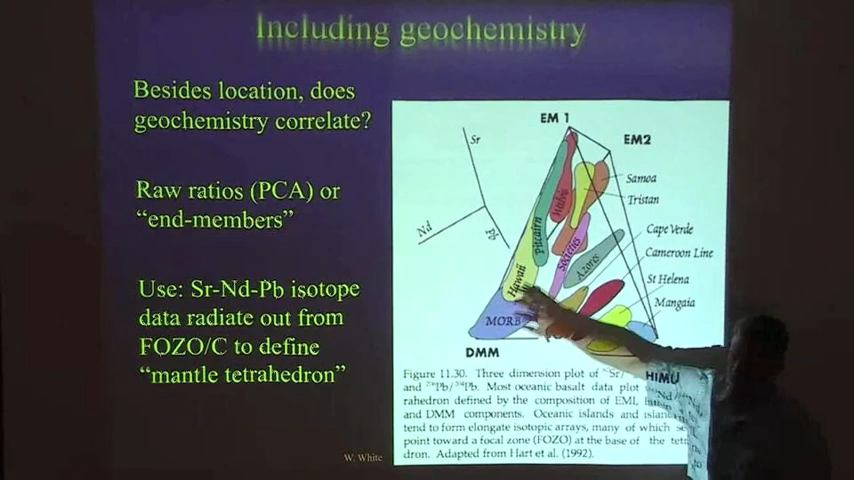 Including geochemistry
Besides location, does
geochemistry correlate?
Raw ratios (PCA) or
“end-members”
Use: Sr-Nd-Pb isotope
data radiate out from
FOZO/C to define
“mantle tetrahedron”
W. White
EM 1
EM2
Sr
Nd
Pb
Samoa
Tristan
Walvis
Pitcairn
Societies
Azores
Cape Verde
Cameroon Line
St Helena
Mangaia
Hawaii
MORB
DMM
HIMU
Figure 11.30. Three dimension plot of Sr/
and Pb/ Pb. Most oceanic basalt data plot
rahedron defined by the composition of EMI,
and DMM components. Oceanic islands and
tend to form elongate isotopic arrays, many of which
point toward a focal zone (FOZO) at the base of the
dron. Adapted from Hart et al. (1992).